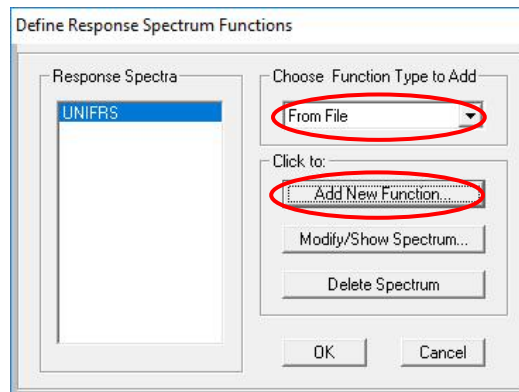 Define Response Spectrum Functions
Response Spectra
UNIFRS
Choose Function Type to Add
From File
Click to:
Add New Function...
Modify/Show Spectrum...
Delete Spectrum
OK
Cancel